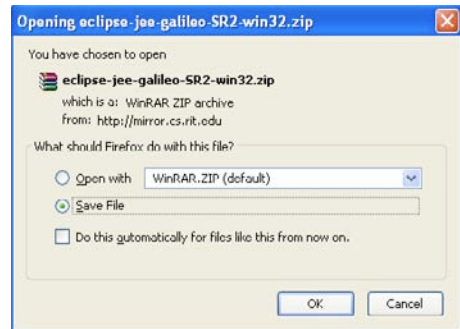 Opening eclipse-jee-galileo-SR2-win32.zip
You have chosen to open
eclipse-jee-galileo-SR2-win32.zip
which is a: WinRAR ZIP archive
from: http://mirror.cs.rit.edu
What should Firefox do with this file?
Open with WinRAR.ZIP (default)
Save File
Do this automatically for files like this from now on.
OK Cancel